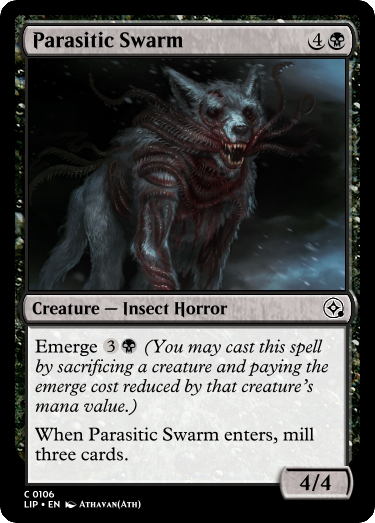 Parasitic Swarm 4
Creature — Insect Horror
Emerge 3 (You may cast this spell
by sacrificing a creature and paying the
emerge cost reduced by that creature's
mana value.)
When Parasitic Swarm enters, mill
three cards.
4/4
C 0106
LIP • EN Athavan(Ath)